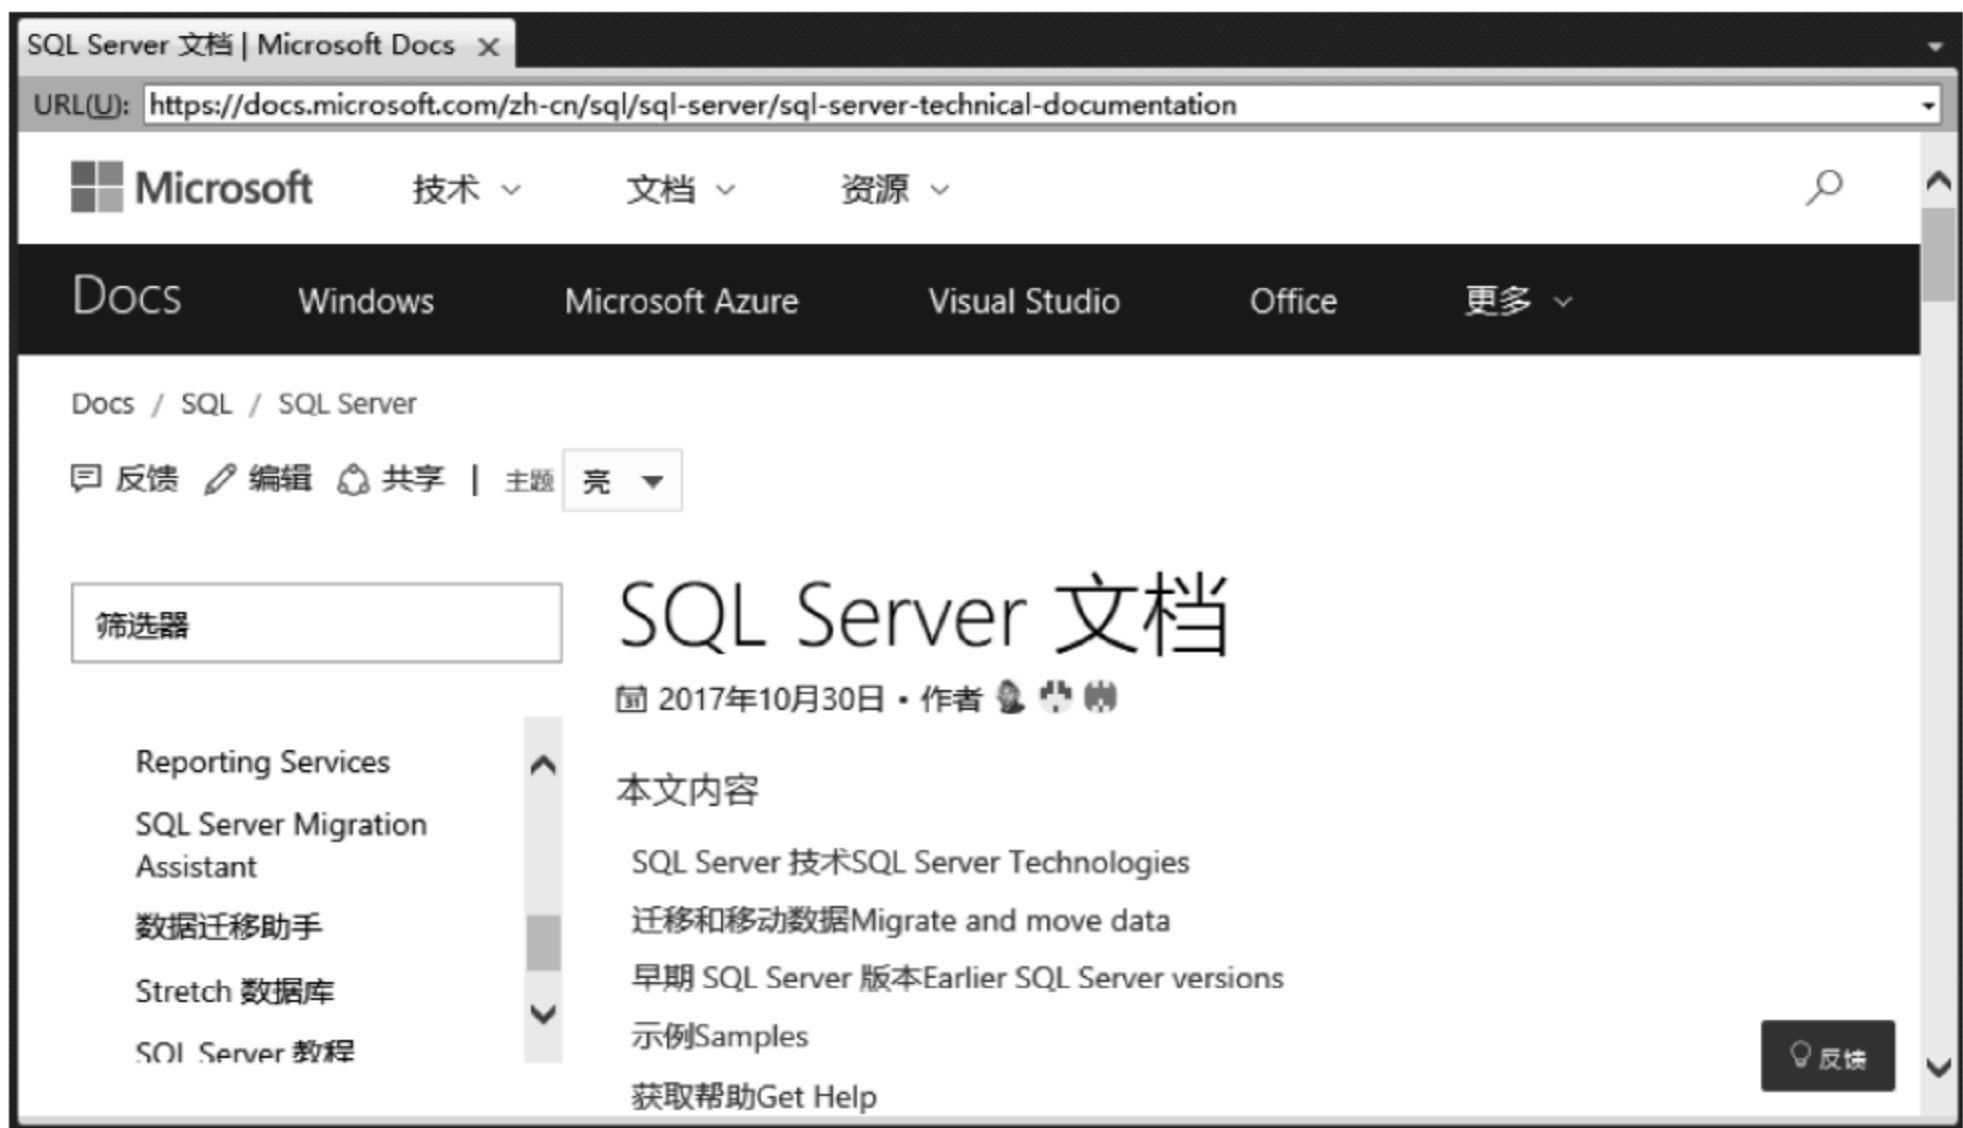 SQL Server 文档 | Microsoft Docs
URL(U): https://docs.microsoft.com/zh-cn/sql/sql-server/sql-server-technical-documentation
Microsoft 技术 文档 资源
Docs Windows Microsoft Azure Visual Studio Office 更多
Docs / SQL / SQL Server
反馈 编辑 共享 | 主题 亮
筛选器
Reporting Services
SQL Server Migration
Assistant
数据迁移助手
Stretch 数据库
SQL Server 教程
SQL Server 文档
2017年10月30日 • 作者
本文内容
SQL Server 技术SQL Server Technologies
迁移和移动数据Migrate and move data
早期 SQL Server 版本Earlier SQL Server versions
示例Samples
获取帮助Get Help
反馈